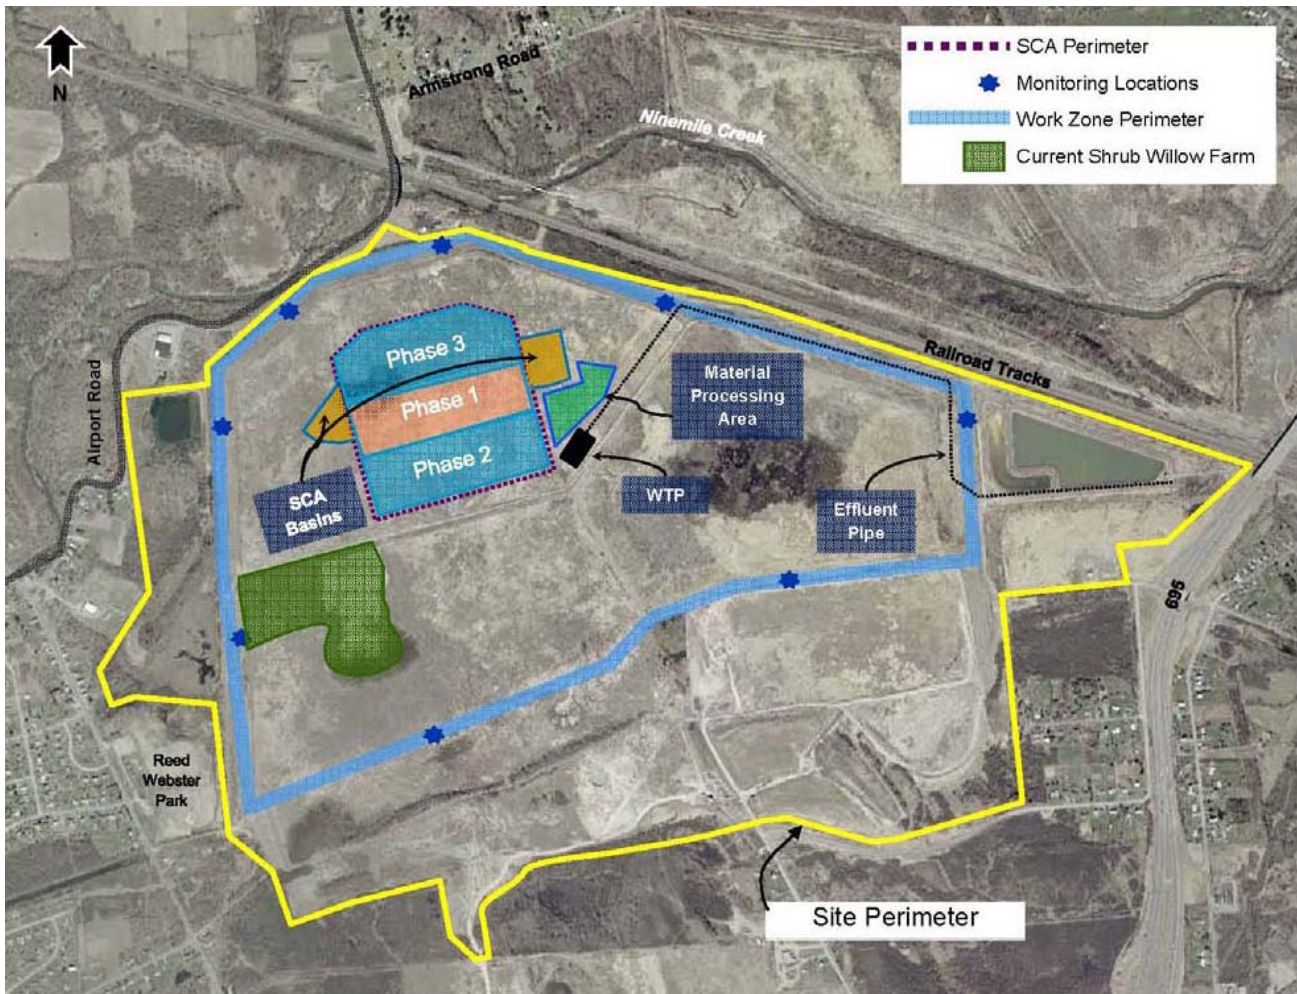 SCA Perimeter
Monitoring Locations
Work Zone Perimeter
Current Shrub Willow Farm
N
Armstrong Road
Ninemile Creek
Railroad Tracks
Airport Road
Phase 3
Phase 1
Phase 2
Material
Processing
Area
SCA
Basins
WTP
Effluent
Pipe
695
Reed
Webster
Park
Site Perimeter